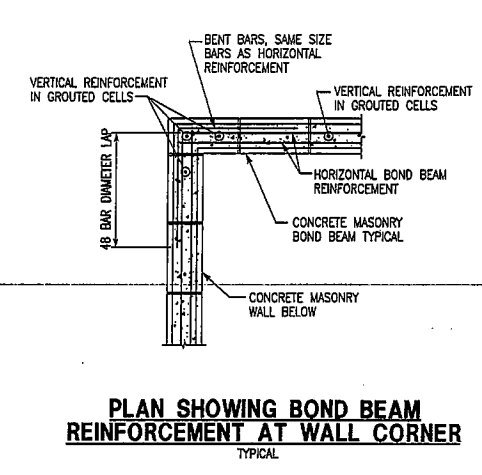 BENT BARS, SAME SIZE
BARS AS HORIZONTAL
REINFORCEMENT
VERTICAL REINFORCEMENT
IN GROUTED CELLS
VERTICAL REINFORCEMENT
IN GROUTED CELLS
48 BAR DIAMETER LAP
HORIZONTAL BOND BEAM
REINFORCEMENT
CONCRETE MASONRY
BOND BEAM TYPICAL
CONCRETE MASONRY
WALL BELOW
PLAN SHOWING BOND BEAM
REINFORCEMENT AT WALL CORNER
TYPICAL